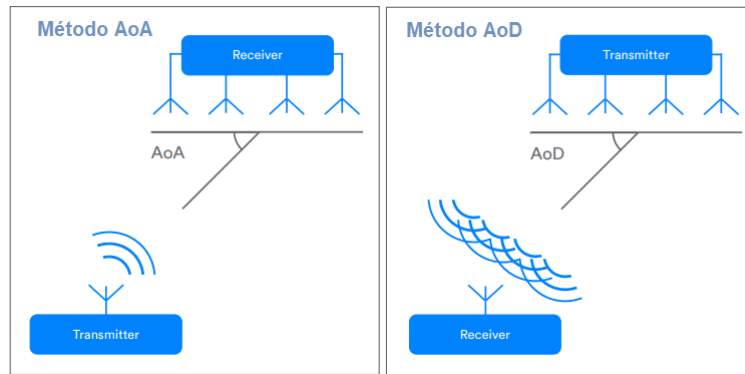 Método AoA
Receiver
AoA
Transmitter
Método AoD
Transmitter
AoD
Receiver